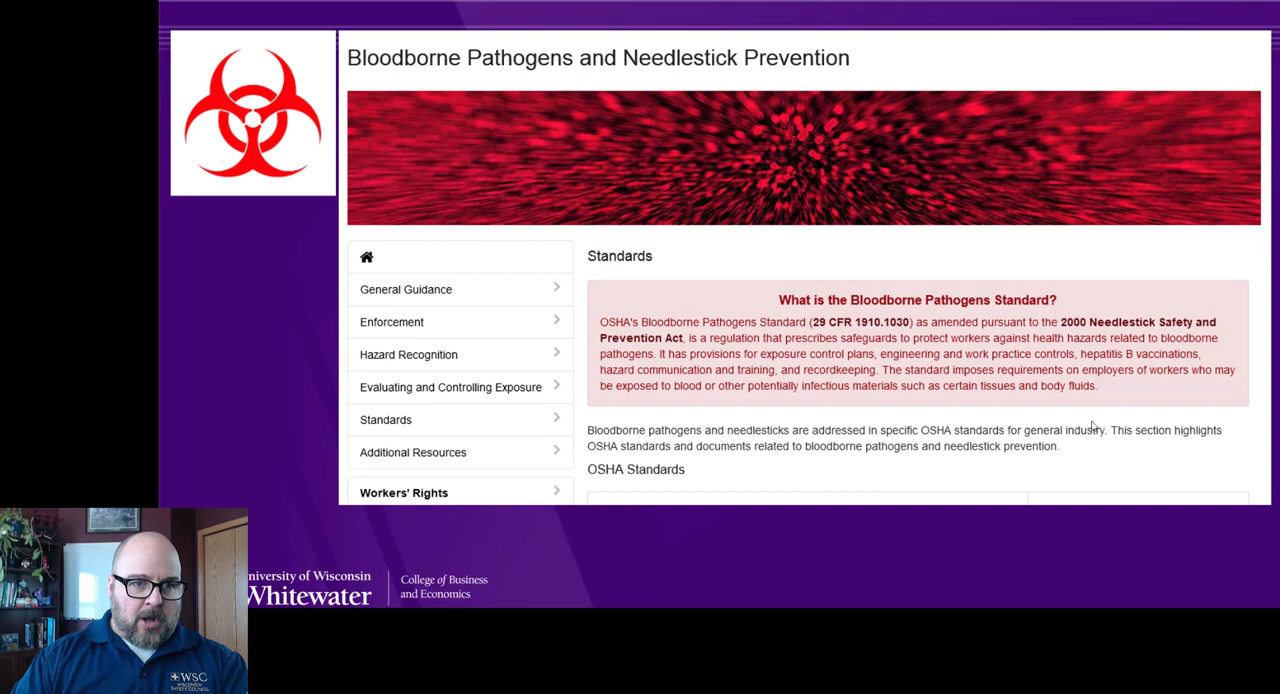 Bloodborne Pathogens and Needlestick Prevention
General Guidance
Enforcement
Hazard Recognition
Evaluating and Controlling Exposure
Standards
Additional Resources
Workers' Rights
Standards
What is the Bloodborne Pathogens Standard?
OSHA's Bloodborne Pathogens Standard (29 CFR 1910.1030) as amended pursuant to the 2000 Needlestick Safety and
Prevention Act, is a regulation that prescribes safeguards to protect workers against health hazards related to bloodborne
pathogens. It has provisions for exposure control plans, engineering and work practice controls, hepatitis B vaccinations,
hazard communication and training, and recordkeeping. The standard imposes requirements on employers of workers who may
be exposed to blood or other potentially infectious materials such as certain tissues and body fluids.
Bloodborne pathogens and needlesticks are addressed in specific OSHA standards for general industry. This section highlights
OSHA standards and documents related to bloodborne pathogens and needlestick prevention.
OSHA Standards
niversity of Wisconsin
Whitewater
College of Business
and Economics
WSC
WISCONSIN
SAFETY COUNCIL